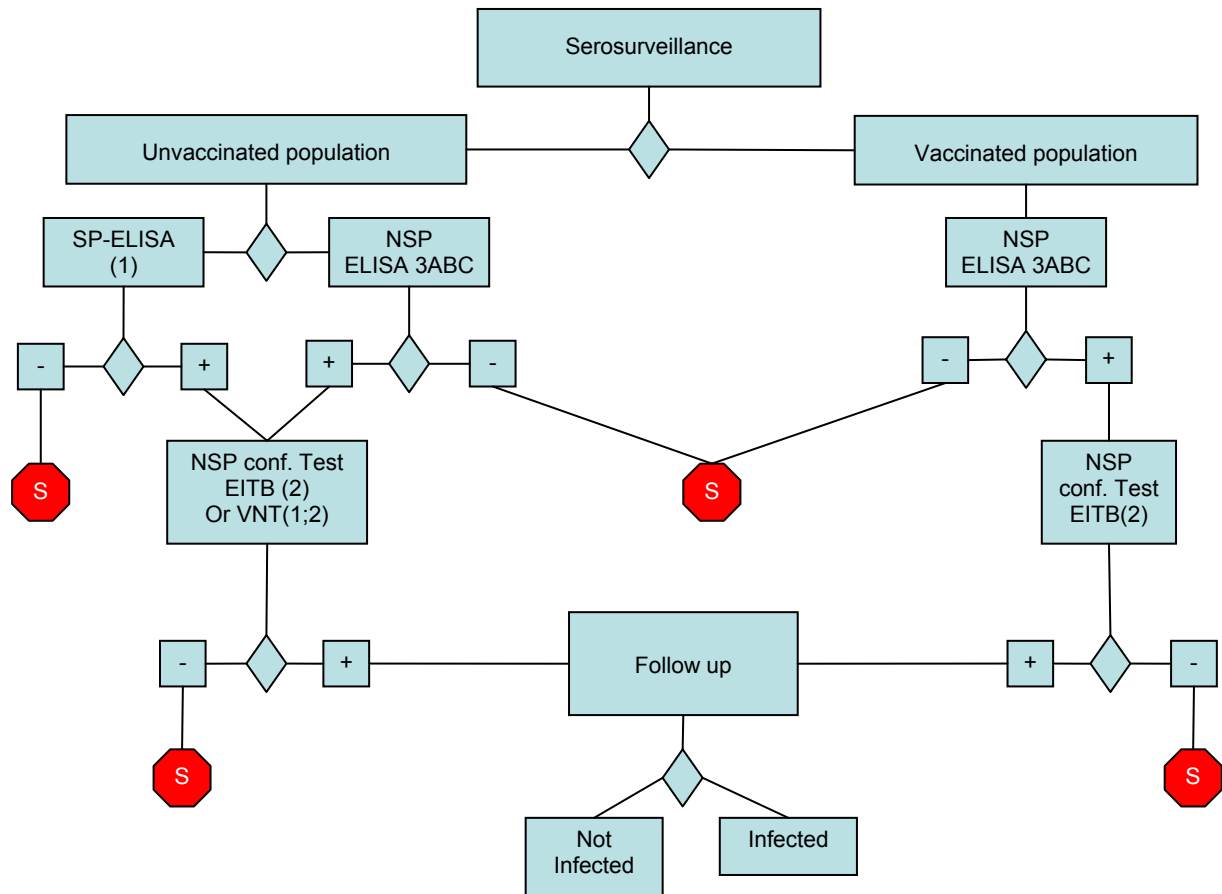 Serosurveillance
Unvaccinated population
Vaccinated population
SP-ELISA
(1)
NSP
ELISA 3ABC
NSP
ELISA 3ABC
-
+
+
-
-
+
S
NSP conf. Test
EITB (2)
Or VNT(1;2)
S
NSP
conf. Test
EITB(2)
-
+
Follow up
+
-
S
S
Not
Infected
Infected